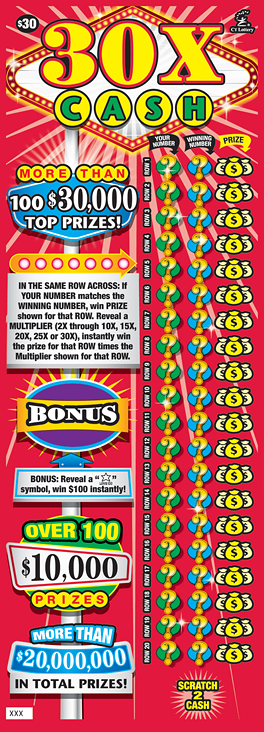 $30
CT Lottery
30X
CASH
YOUR NUMBER
WINNING NUMBER
PRIZE
MORE THAN
100 $30,000
TOP PRIZES!
IN THE SAME ROW ACROSS: If
YOUR NUMBER matches the
WINNING NUMBER, win PRIZE
shown for that ROW. Reveal a
MULTIPLIER (2X through 10X, 15X,
20X, 25X or 30X), instantly win
the prize for that ROW times the
Multiplier shown for that ROW.
BONUS
BONUS: Reveal a "
"
symbol, win $100 instantly!
OVER 100
$10,000
PRIZES
MORE THAN
$20,000,000
IN TOTAL PRIZES!
XXX
ROW 1
ROW 2
ROW 3
ROW 4
ROW 5
ROW 6
ROW 7
ROW 8
ROW 9
ROW 10
ROW 11
ROW 12
ROW 13
ROW 14
ROW 15
ROW 16
ROW 17
ROW 18
ROW 19
ROW 20
SCRATCH
2
CASH